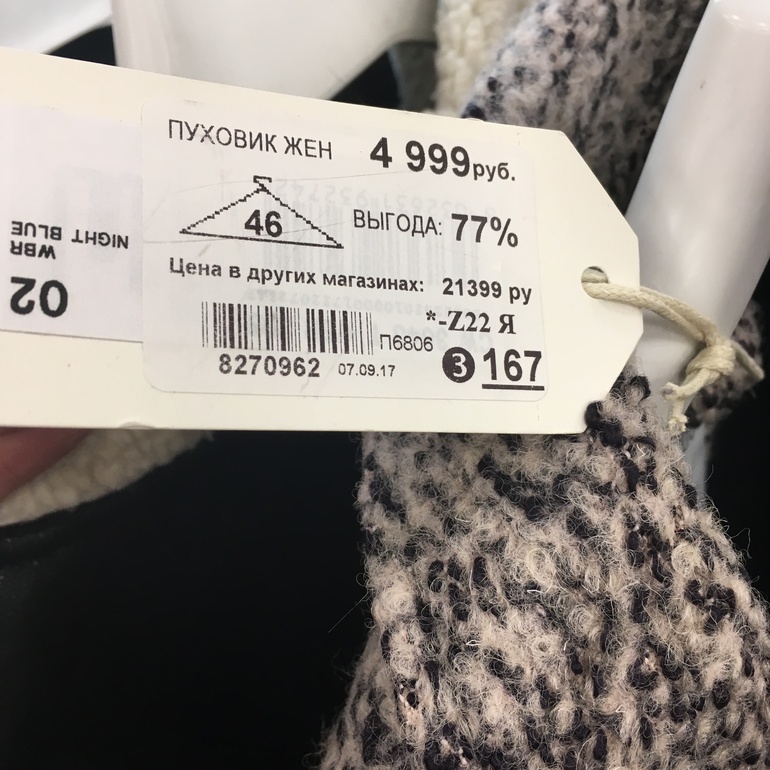 ПУХОВИК ЖЕН 4 999руб.
46 ВЫГОДА: 77%
Цена в других магазинах: 21399 ру
*-Z22 Я
П6806
8270962 07.09.17 3 167
NIGHT BLUE
WBR
02